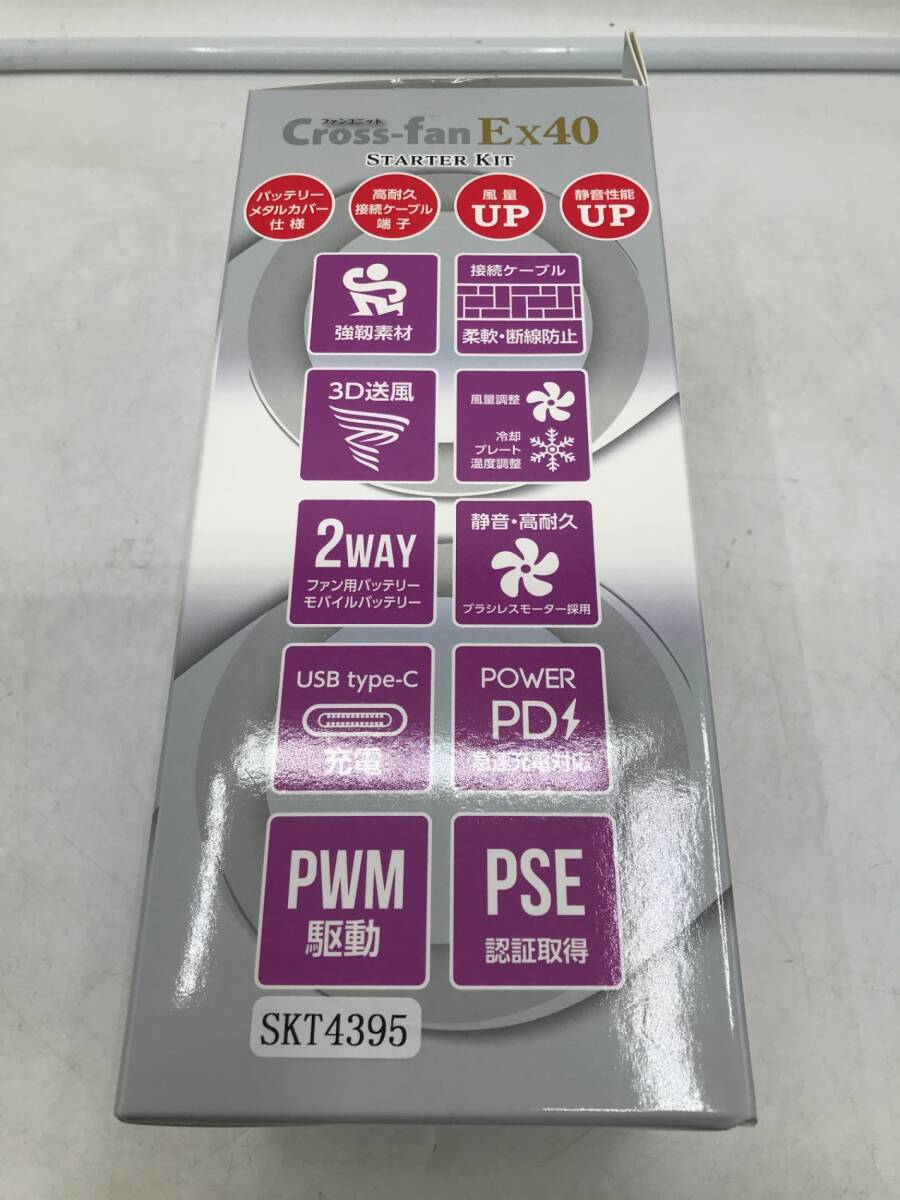 ファンユニット
Cross-fan Ex40
STARTER KIT
バッテリー
メタルカバー
仕様
高耐久
接続ケーブル
端子
風量
UP
静音性能
UP
強靱素材
接続ケーブル
柔軟・断線防止
3D送風
風量調整
冷却
プレート
温度調整
2WAY
ファン用バッテリー
モバイルバッテリー
静音・高耐久
ブラシレスモーター採用
USB type-C
充電
POWER
PD
急速充電対応
PWM
駆動
PSE
認証取得
SKT4395